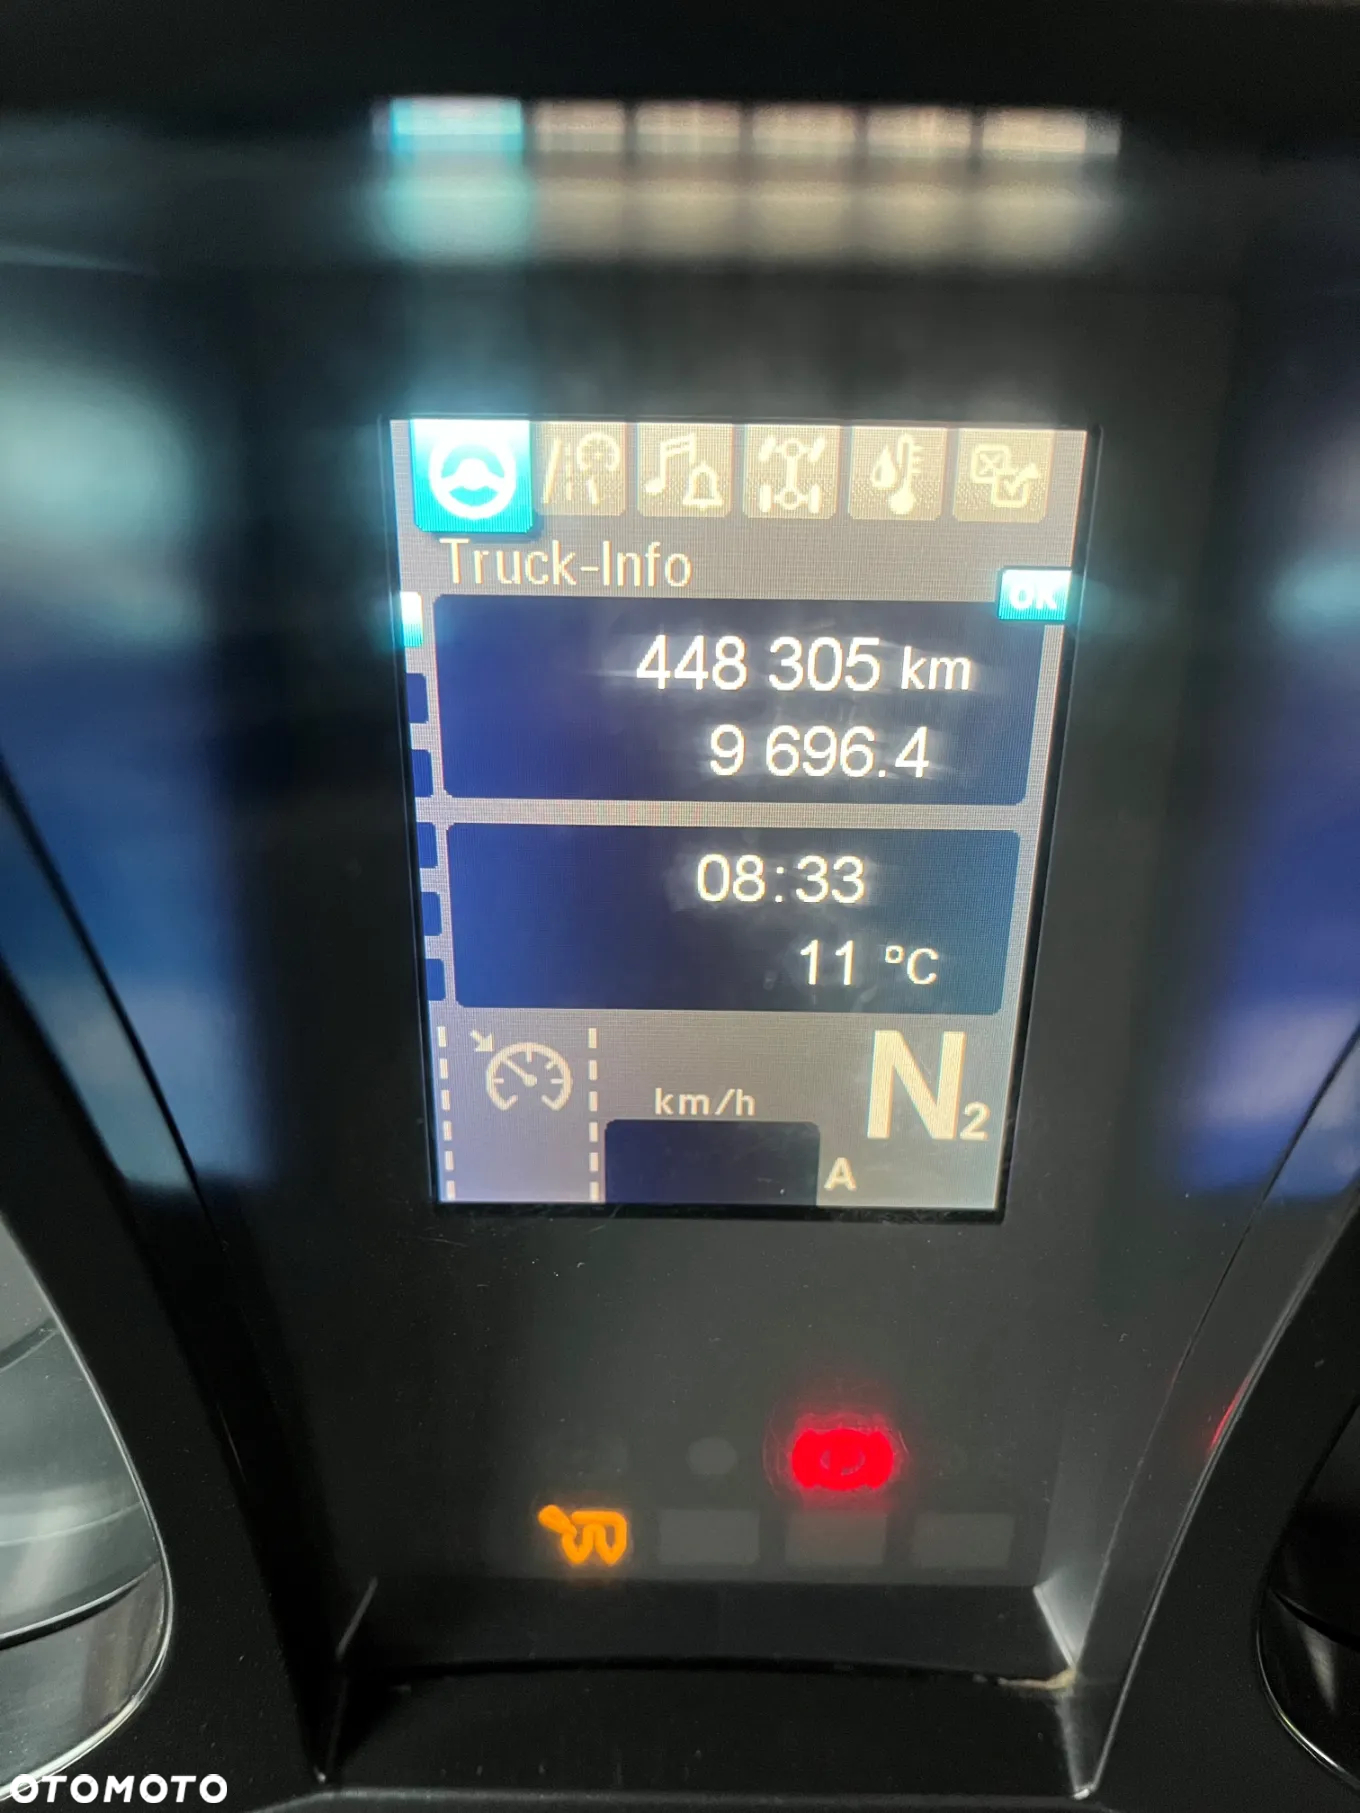 Truck-Info
OK
448 305 km
9 696.4
08:33
11 °C
km/h
N2
A
OTOMOTO